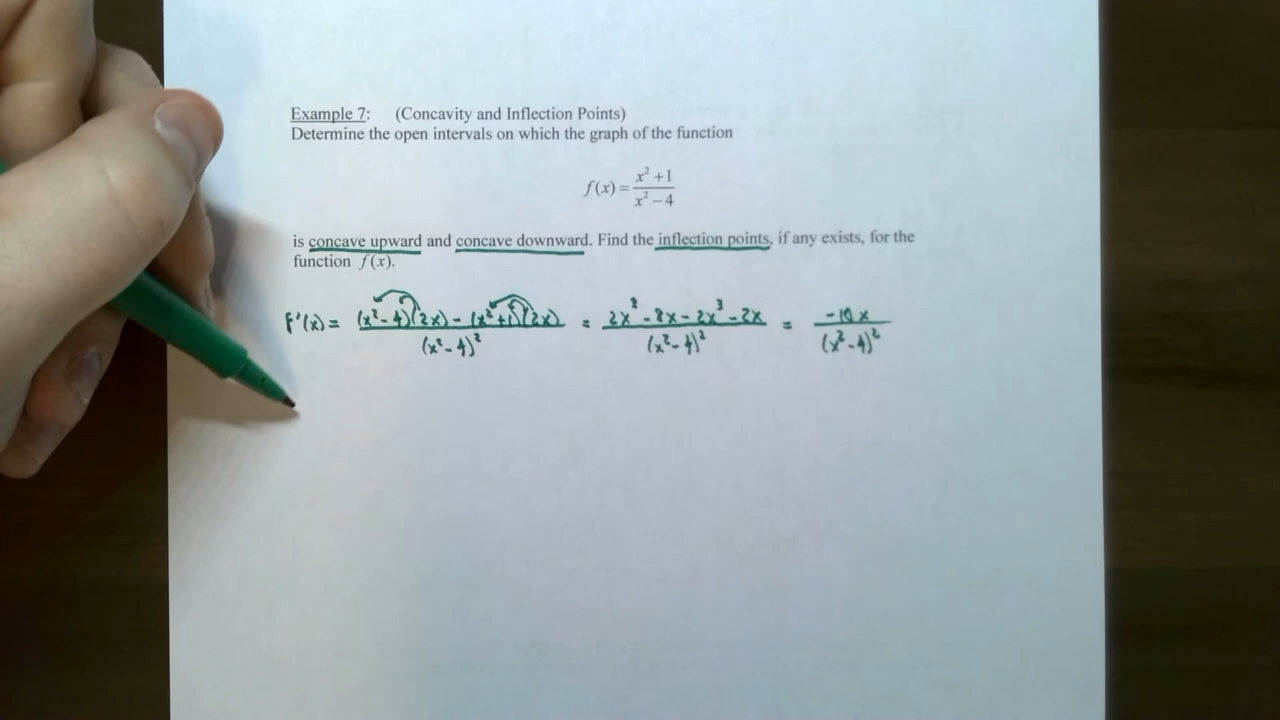 Example 7: (Concavity and Inflection Points)
Determine the open intervals on which the graph of the function
f(x) = (x² + 1)/(x² − 4)
is concave upward and concave downward. Find the inflection points, if any exists, for the
function f(x).
f'(x) = ((x² - 4)(2x) - (x² + 1)(2x))/(x² - 4)² = (2x³ - 8x - 2x³ - 2x)/(x² - 4)² = (-10x)/(x² - 4)²